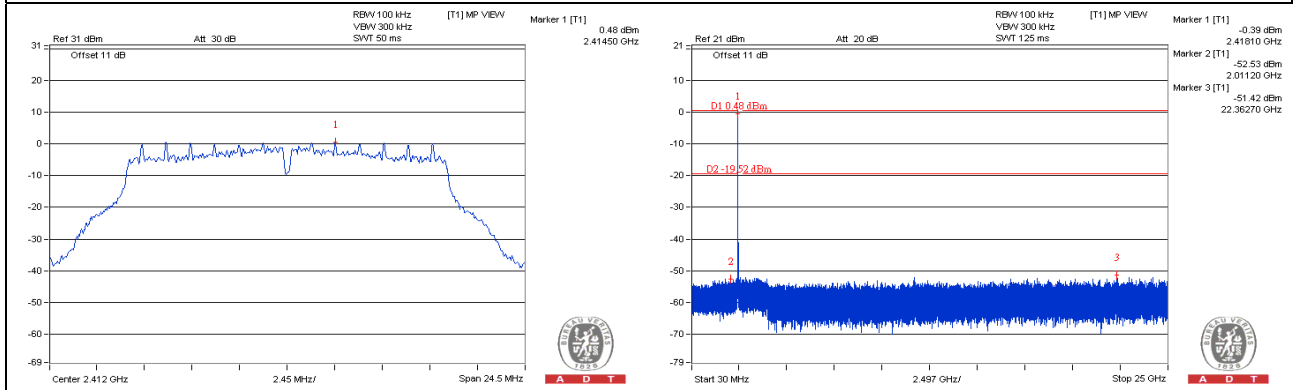 RBW 100 kHz [T1] MP VIEW
VBW 300 kHz
Ref 31 dBm Att 30 dB SWT 50 ms
Marker 1 [T1]
0.48 dBm
2.41450 GHz
Offset 11 dB
31
20
10
0
-10
-20
-30
-40
-50
-60
-69
1
Center 2.412 GHz 2.45 MHz/ Span 24.5 MHz
BUREAU VERITAS
1828
A D T
RBW 100 kHz [T1] MP VIEW
VBW 300 kHz
Ref 21 dBm Att 20 dB SWT 125 ms
Marker 1 [T1]
-0.39 dBm
2.41810 GHz
Marker 2 [T1]
-52.53 dBm
2.01120 GHz
Marker 3 [T1]
-51.42 dBm
22.36270 GHz
Offset 11 dB
21
10
0
-10
-20
-30
-40
-50
-60
-70
-79
1
D1 0.48 dBm
D2 -19.52 dBm
2
3
Start 30 MHz 2.497 GHz/ Stop 25 GHz
BUREAU VERITAS
1828
A D T